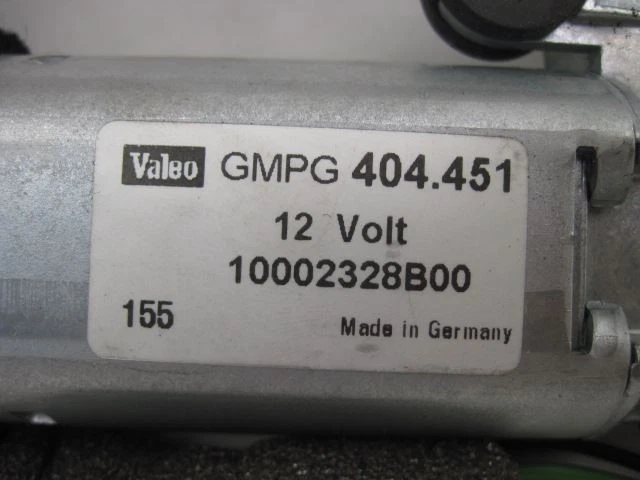 Valeo GMPG 404.451
12 Volt
10002328B00
155 Made in Germany